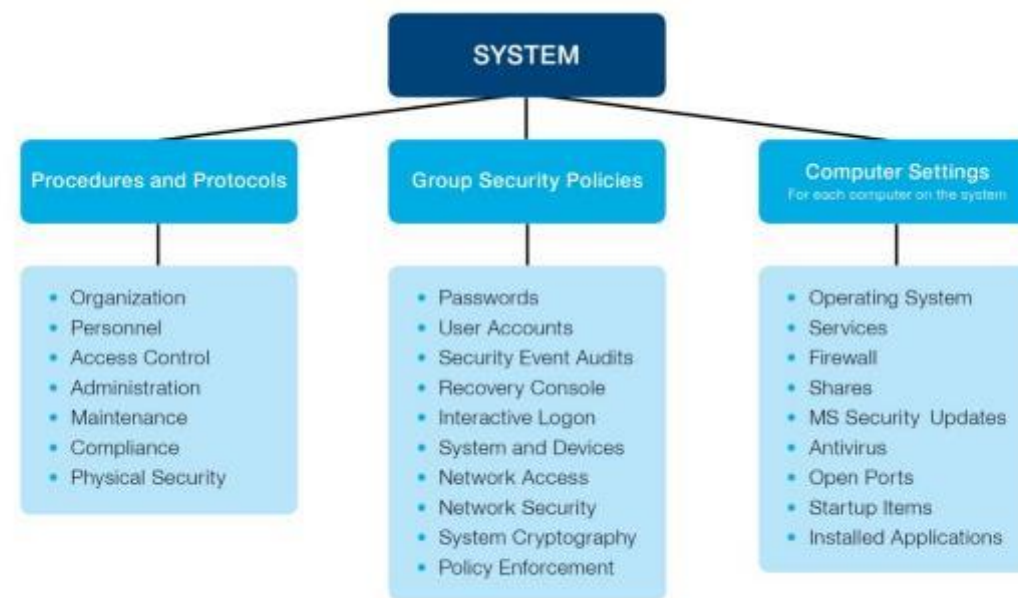 SYSTEM
Procedures and Protocols
Organization
Personnel
Access Control
Administration
Maintenance
Compliance
Physical Security
Group Security Policies
Passwords
User Accounts
Security Event Audits
Recovery Console
Interactive Logon
System and Devices
Network Access
Network Security
System Cryptography
Policy Enforcement
Computer Settings
For each computer on the system
Operating System
Services
Firewall
Shares
MS Security Updates
Antivirus
Open Ports
Startup Items
Installed Applications